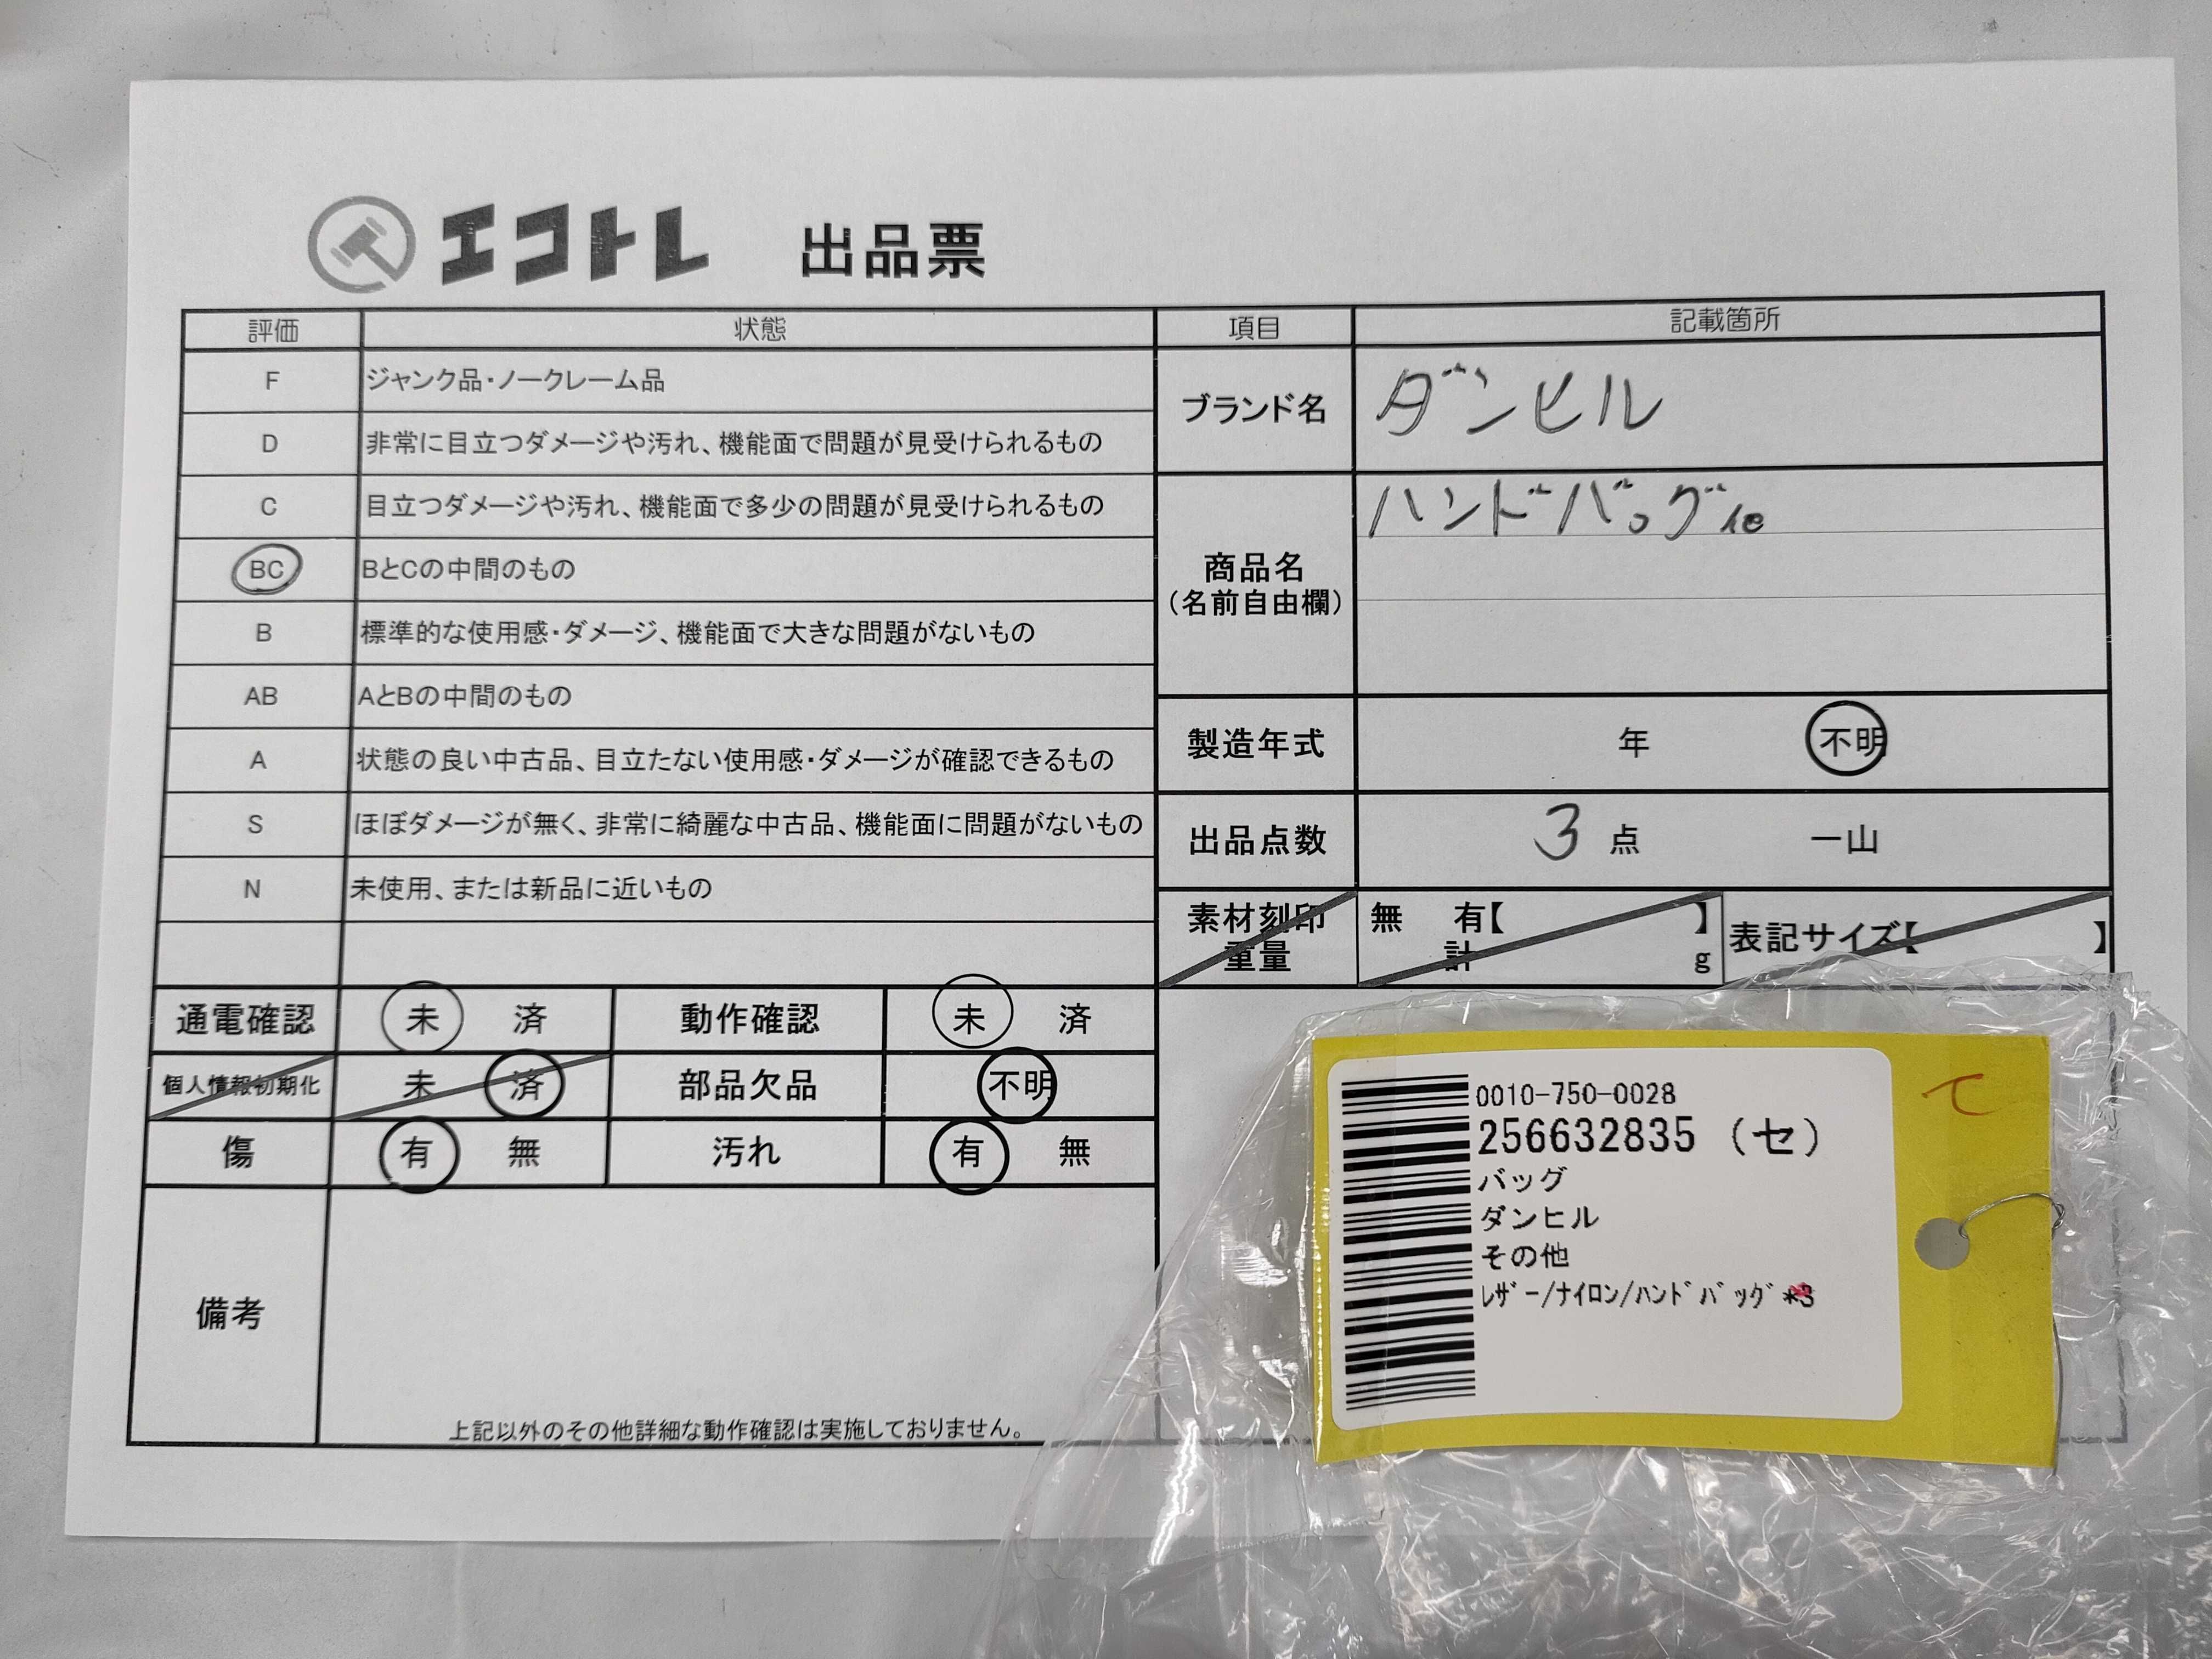 エコトレ 出品票
評価 状態 項目 記載箇所
F ジャンク品・ノークレーム品
D 非常に目立つダメージや汚れ、機能面で問題が見受けられるもの
C 目立つダメージや汚れ、機能面で多少の問題が見受けられるもの
BC BとCの中間のもの
B 標準的な使用感・ダメージ、機能面で大きな問題がないもの
AB AとBの中間のもの
A 状態の良い中古品、目立たない使用感・ダメージが確認できるもの
S ほぼダメージが無く、非常に綺麗な中古品、機能面に問題がないもの
N 未使用、または新品に近いもの
ブランド名 ダンヒル
商品名 ハンドバッグ他
(名前自由欄)
製造年式 年 不明
出品点数 3 点 一山
素材刻印 無 有【 】 表記サイズ【 】
重量 計 g
通電確認 未 済 動作確認 未 済
個人情報初期化 未 済 部品欠品 不明
傷 有 無 汚れ 有 無
備考
上記以外のその他詳細な動作確認は実施しておりません。
0010-750-0028
256632835 (セ)
バッグ
ダンヒル
その他
ﾚｻﾞｰ/ﾅｲﾛﾝ/ﾊﾝﾄﾞﾊﾞｯｸﾞ*3